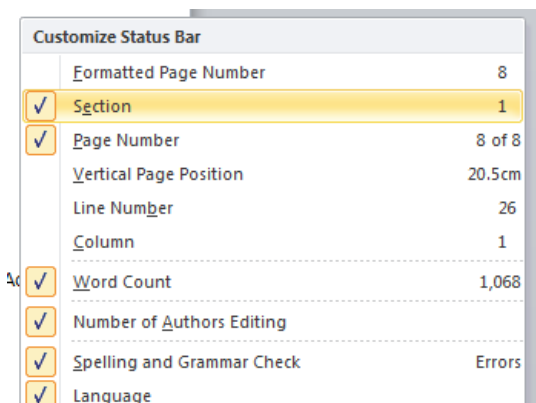 Customize Status Bar
Formatted Page Number 8
Section 1
Page Number 8 of 8
Vertical Page Position 20.5cm
Line Number 26
Column 1
Word Count 1,068
Number of Authors Editing
Spelling and Grammar Check Errors
Language